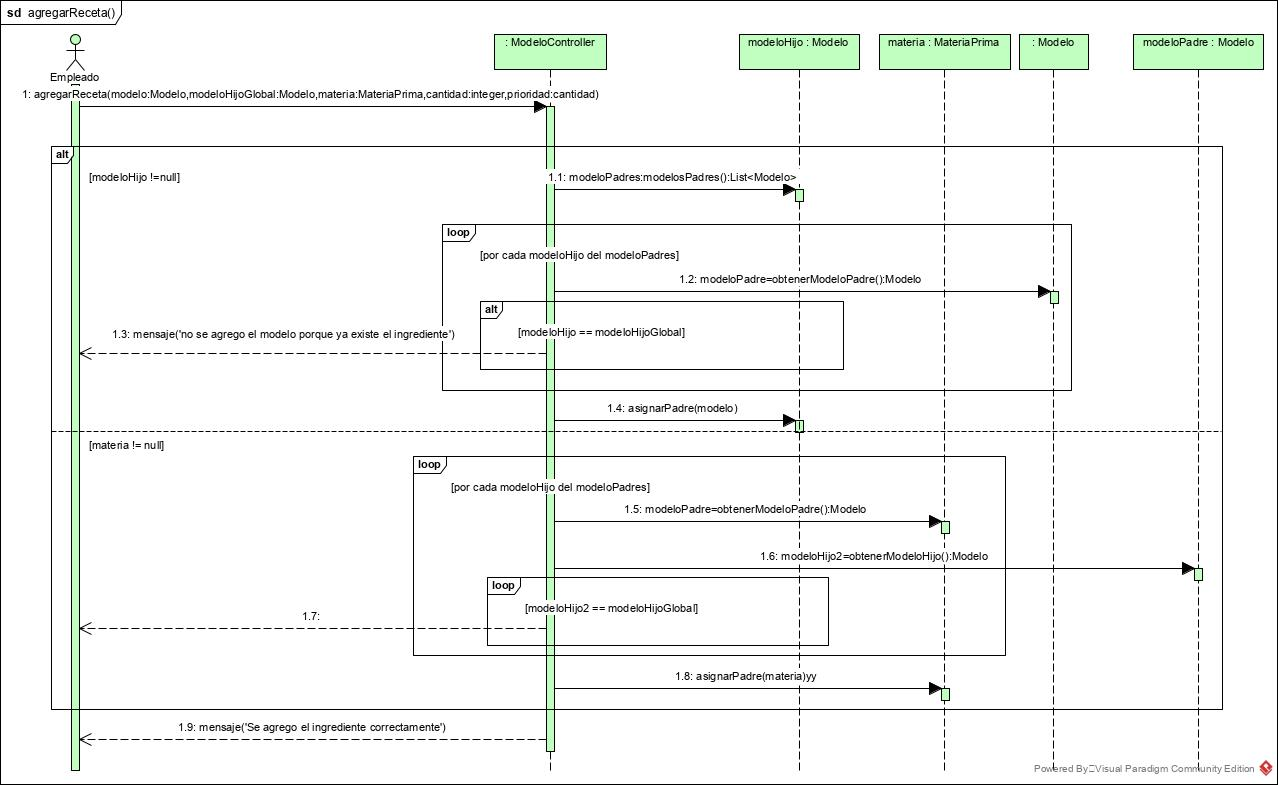 sd agregarReceta()
: ModeloController
modeloHijo : Modelo
materia : MateriaPrima
: Modelo
modeloPadre : Modelo
Empleado
1: agregarReceta(modelo:Modelo,modeloHijoGlobal:Modelo,materia:MateriaPrima,cantidad:integer,prioridad:cantidad)
alt
[modeloHijo !=null]
1.1: modeloPadres:modelosPadres():List<Modelo>
loop
[por cada modeloHijo del modeloPadres]
1.2: modeloPadre=obtenerModeloPadre():Modelo
alt
[modeloHijo == modeloHijoGlobal]
1.3: mensaje('no se agrego el modelo porque ya existe el ingrediente')
1.4: asignarPadre(modelo)
[materia != null]
loop
[por cada modeloHijo del modeloPadres]
1.5: modeloPadre=obtenerModeloPadre():Modelo
1.6: modeloHijo2=obtenerModeloHijo():Modelo
loop
[modeloHijo2 == modeloHijoGlobal]
1.7:
1.8: asignarPadre(materia)yy
1.9: mensaje('Se agrego el ingrediente correctamente')
Powered By Visual Paradigm Community Edition